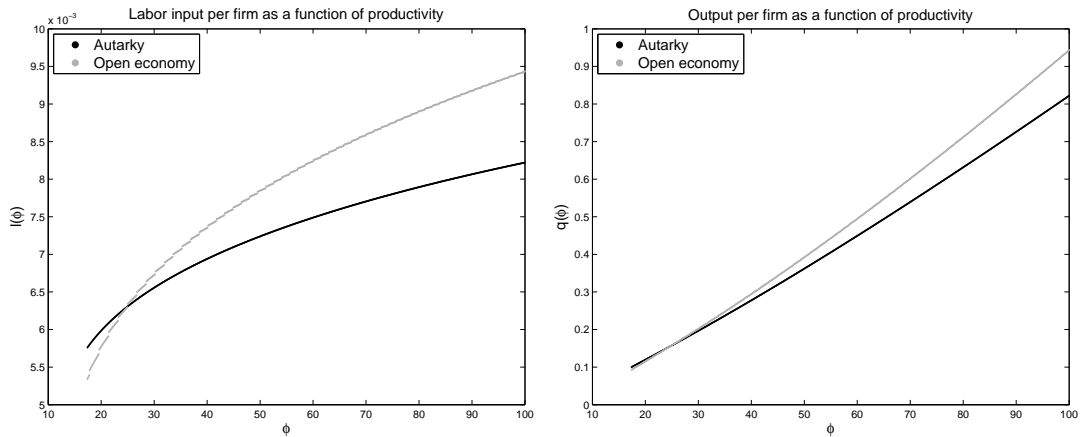 Labor input per firm as a function of productivity
x 10⁻³
10
9.5
9
8.5
8
7.5
7
6.5
6
5.5
5
l(ϕ)
Autarky
Open economy
10 20 30 40 50 60 70 80 90 100
ϕ
Output per firm as a function of productivity
1
0.9
0.8
0.7
0.6
0.5
0.4
0.3
0.2
0.1
0
q(ϕ)
Autarky
Open economy
10 20 30 40 50 60 70 80 90 100
ϕ